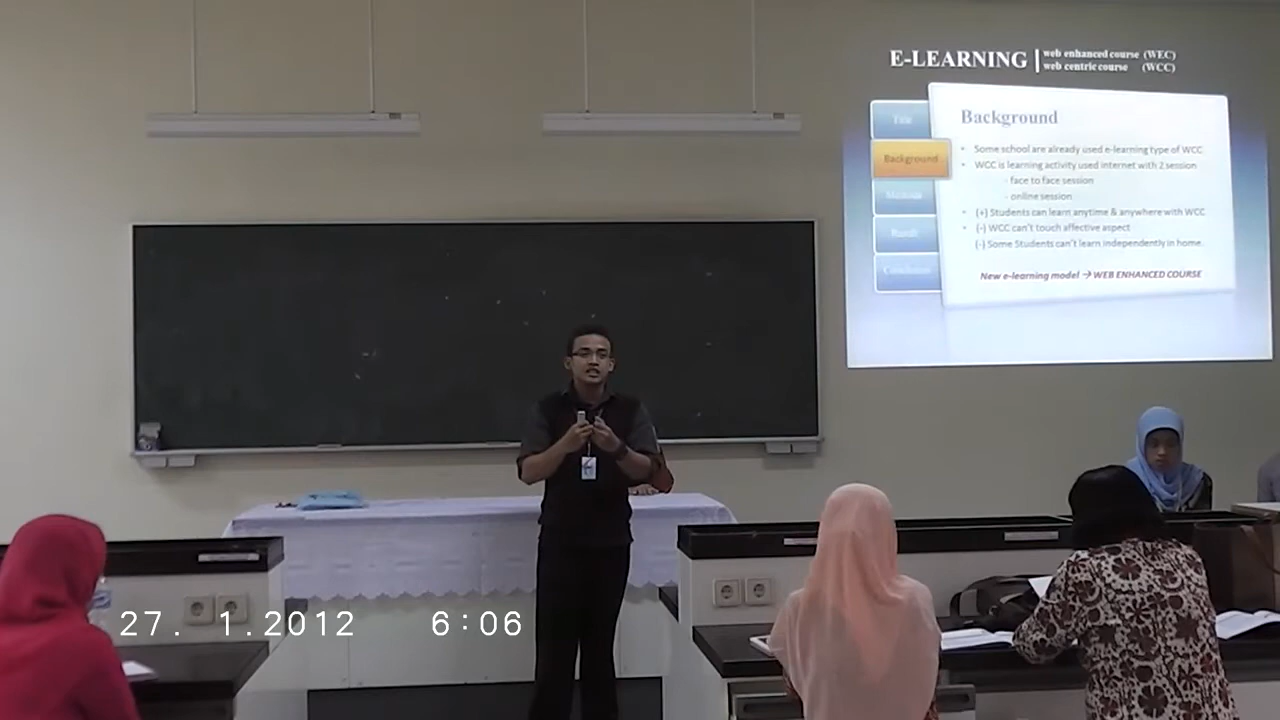 E-LEARNING
web enhanced course (WEC)
web centric course (WCC)
Title
Background
Background
• Some school are already used e-learning type of WCC
• WCC is learning activity used internet with 2 session
- face to face session
- online session
• (+) Students can learn anytime & anywhere with WCC
• (-) WCC can't touch affective aspect
(-) Some Students can't learn independently in home.
New e-learning model → WEB ENHANCED COURSE
27. 1.2012 6:06